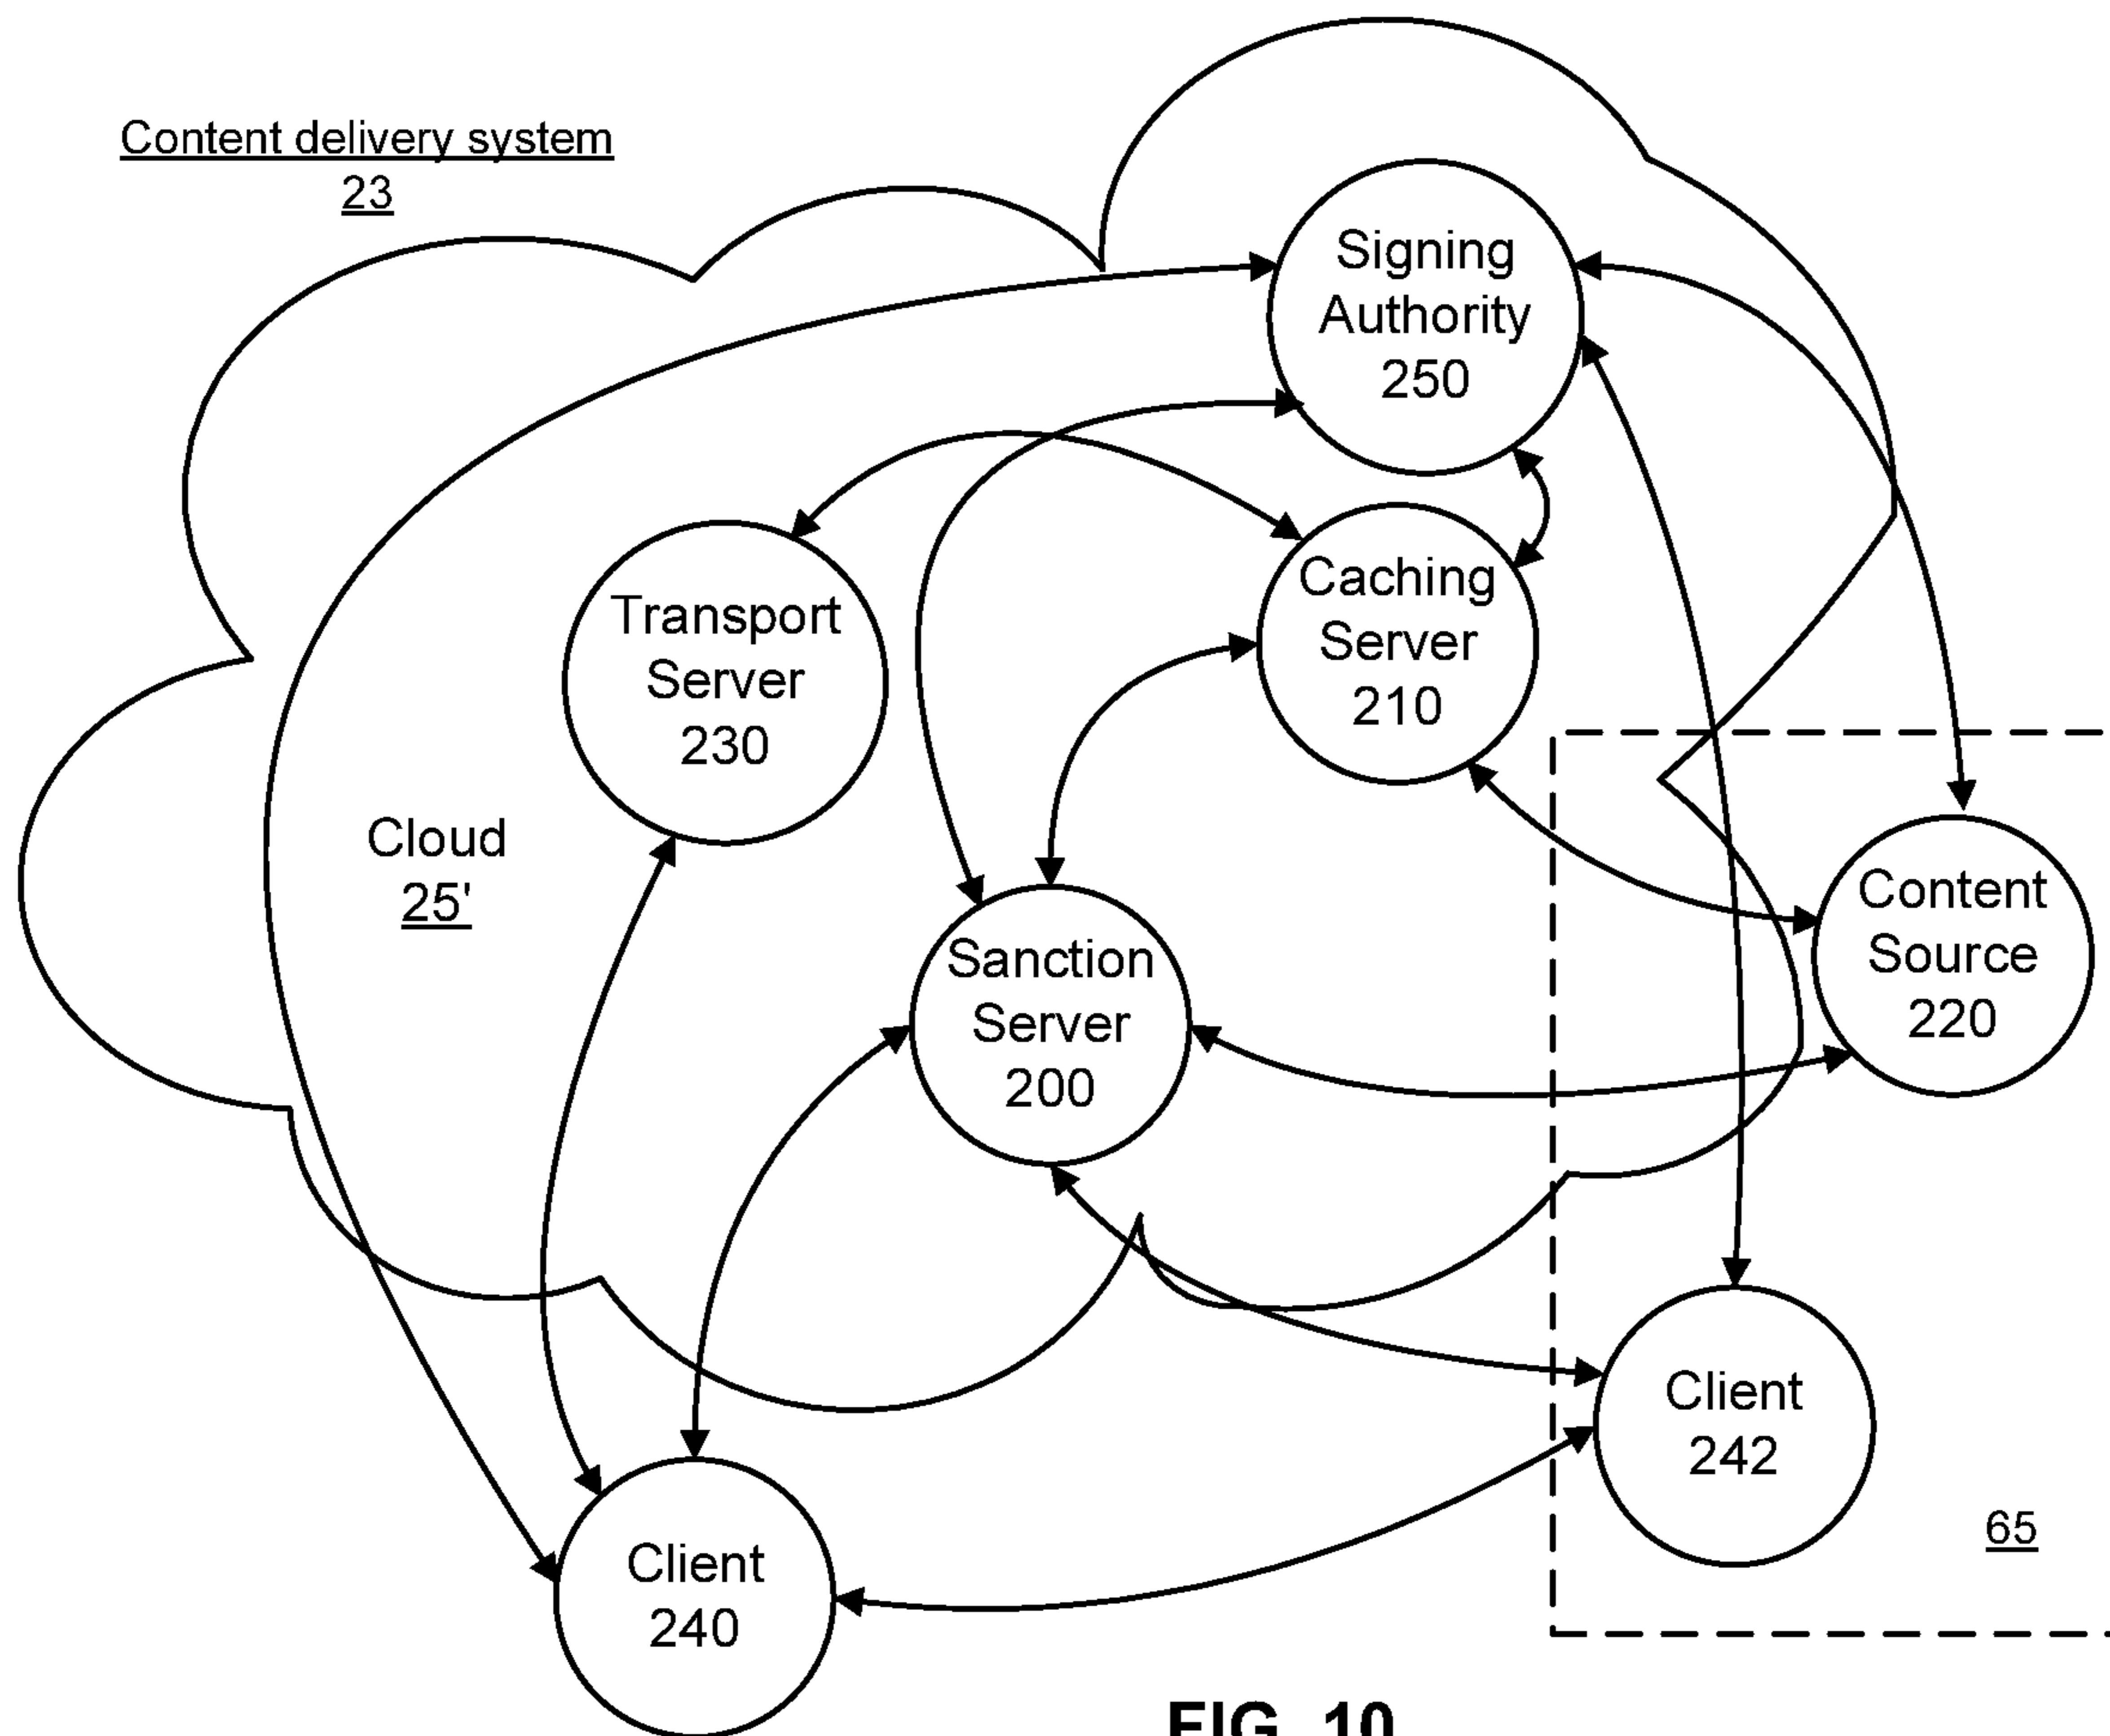 Content delivery system
23
Signing
Authority
250
Caching
Server
210
Transport
Server
230
Cloud
25'
Content
Source
220
Sanction
Server
200
Client
242
65
Client
240
FIG. 10